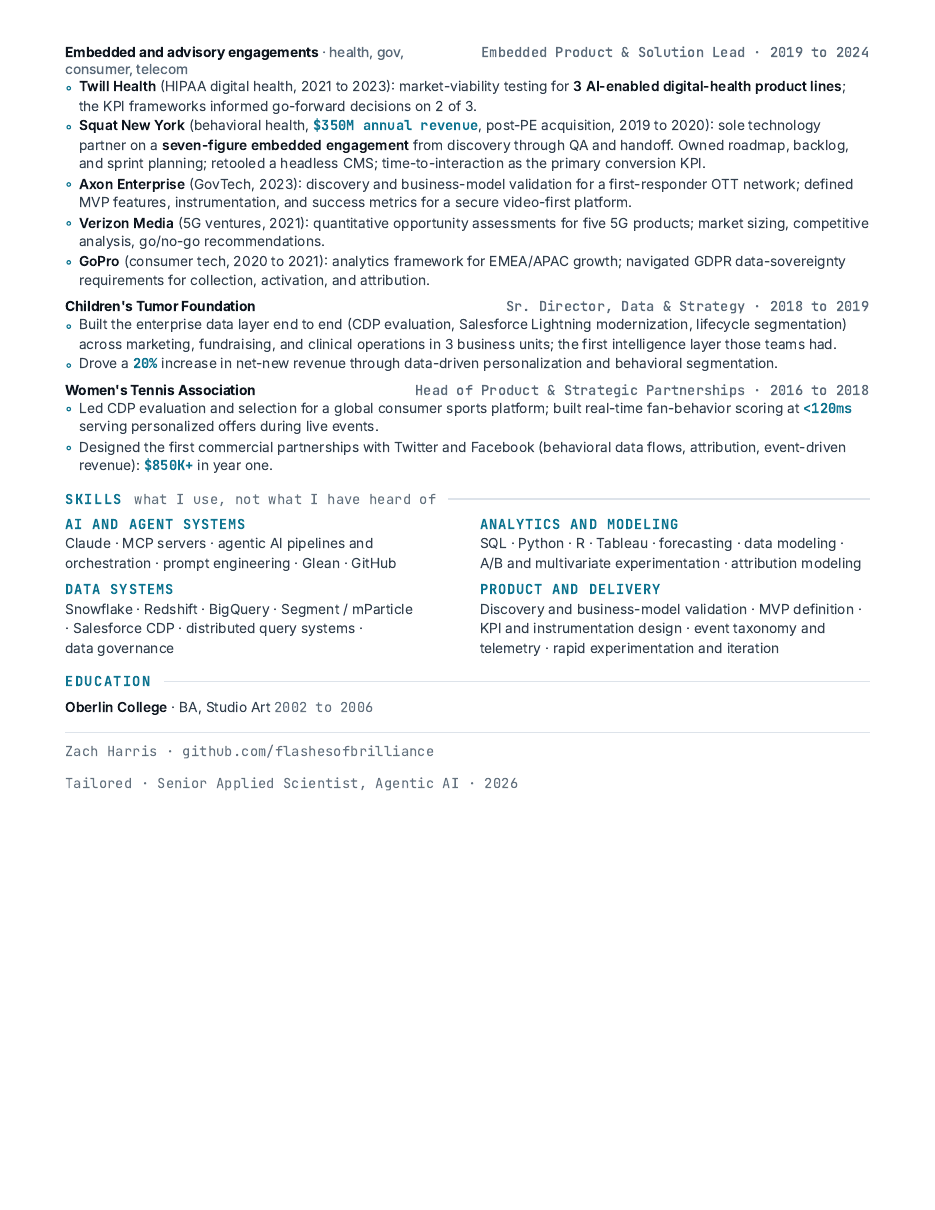 Embedded and advisory engagements · health, gov, Embedded Product & Solution Lead · 2019 to 2024
consumer, telecom
Twill Health (HIPAA digital health, 2021 to 2023): market-viability testing for 3 AI-enabled digital-health product lines;
the KPI frameworks informed go-forward decisions on 2 of 3.
Squat New York (behavioral health, $350M annual revenue, post-PE acquisition, 2019 to 2020): sole technology
partner on a seven-figure embedded engagement from discovery through QA and handoff. Owned roadmap, backlog,
and sprint planning; retooled a headless CMS; time-to-interaction as the primary conversion KPI.
Axon Enterprise (GovTech, 2023): discovery and business-model validation for a first-responder OTT network; defined
MVP features, instrumentation, and success metrics for a secure video-first platform.
Verizon Media (5G ventures, 2021): quantitative opportunity assessments for five 5G products; market sizing, competitive
analysis, go/no-go recommendations.
GoPro (consumer tech, 2020 to 2021): analytics framework for EMEA/APAC growth; navigated GDPR data-sovereignty
requirements for collection, activation, and attribution.
Children's Tumor Foundation Sr. Director, Data & Strategy · 2018 to 2019
Built the enterprise data layer end to end (CDP evaluation, Salesforce Lightning modernization, lifecycle segmentation)
across marketing, fundraising, and clinical operations in 3 business units; the first intelligence layer those teams had.
Drove a 20% increase in net-new revenue through data-driven personalization and behavioral segmentation.
Women's Tennis Association Head of Product & Strategic Partnerships · 2016 to 2018
Led CDP evaluation and selection for a global consumer sports platform; built real-time fan-behavior scoring at <120ms
serving personalized offers during live events.
Designed the first commercial partnerships with Twitter and Facebook (behavioral data flows, attribution, event-driven
revenue): $850K+ in year one.
SKILLS what I use, not what I have heard of
AI AND AGENT SYSTEMS
Claude · MCP servers · agentic AI pipelines and
orchestration · prompt engineering · Glean · GitHub
ANALYTICS AND MODELING
SQL · Python · R · Tableau · forecasting · data modeling ·
A/B and multivariate experimentation · attribution modeling
DATA SYSTEMS
Snowflake · Redshift · BigQuery · Segment / mParticle
· Salesforce CDP · distributed query systems ·
data governance
PRODUCT AND DELIVERY
Discovery and business-model validation · MVP definition ·
KPI and instrumentation design · event taxonomy and
telemetry · rapid experimentation and iteration
EDUCATION
Oberlin College · BA, Studio Art 2002 to 2006
Zach Harris · github.com/flashesofbrilliance
Tailored · Senior Applied Scientist, Agentic AI · 2026